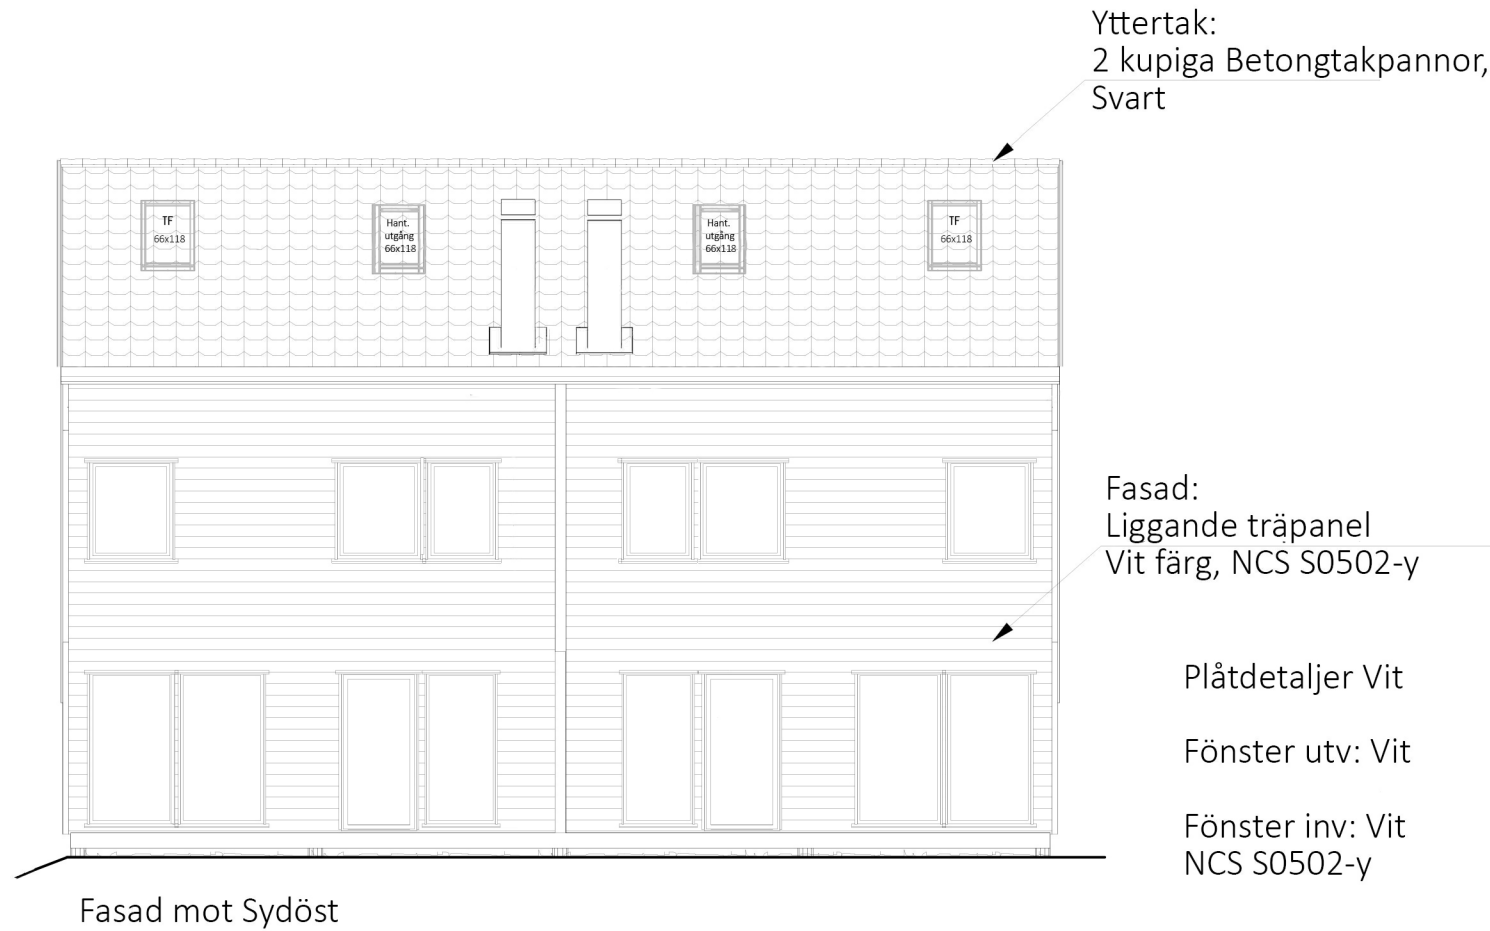 Yttertak:
2 kupiga Betongtakpannor,
Svart
TF
66x118
Hant.
utgång
66x118
Hant.
utgång
66x118
TF
66x118
Fasad:
Liggande träpanel
Vit färg, NCS S0502-y
Plåtdetaljer Vit
Fönster utv: Vit
Fönster inv: Vit
NCS S0502-y
Fasad mot Sydöst